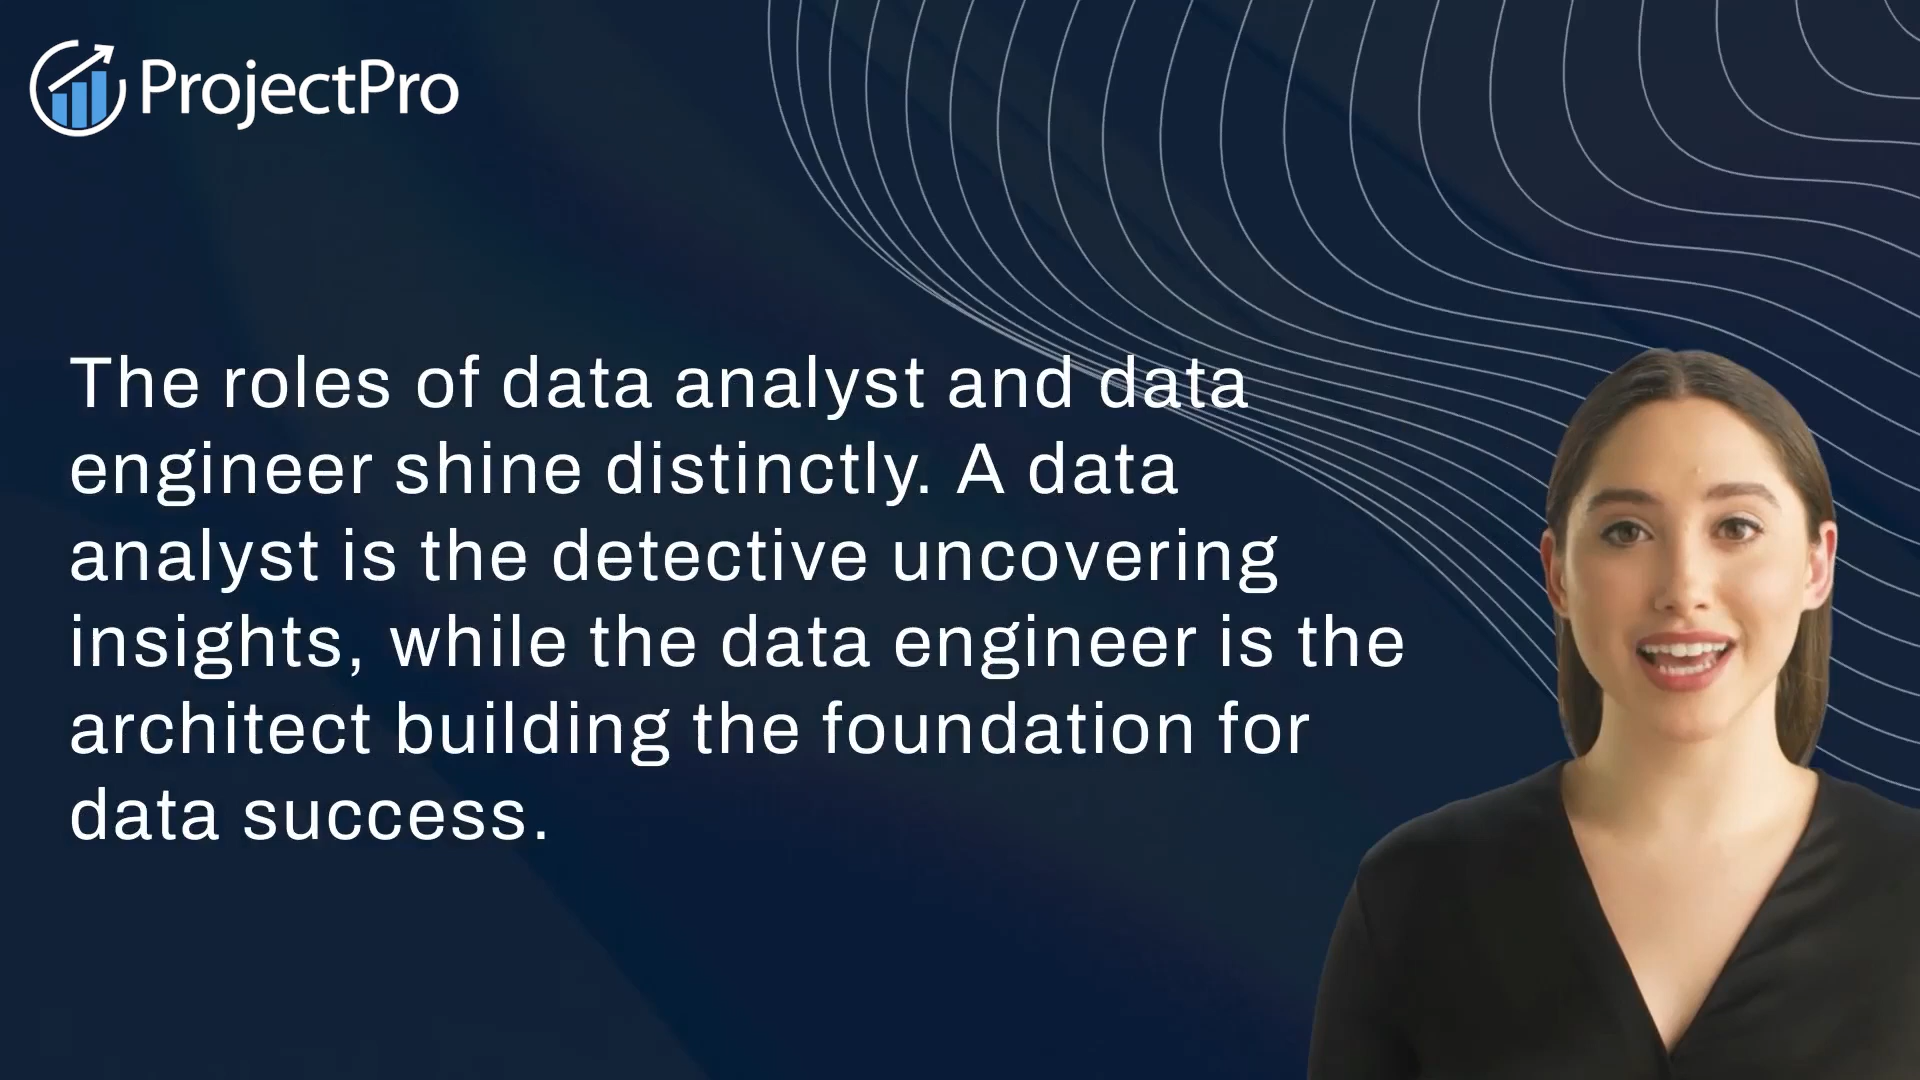 ProjectPro
The roles of data analyst and data
engineer shine distinctly. A data
analyst is the detective uncovering
insights, while the data engineer is the
architect building the foundation for
data success.